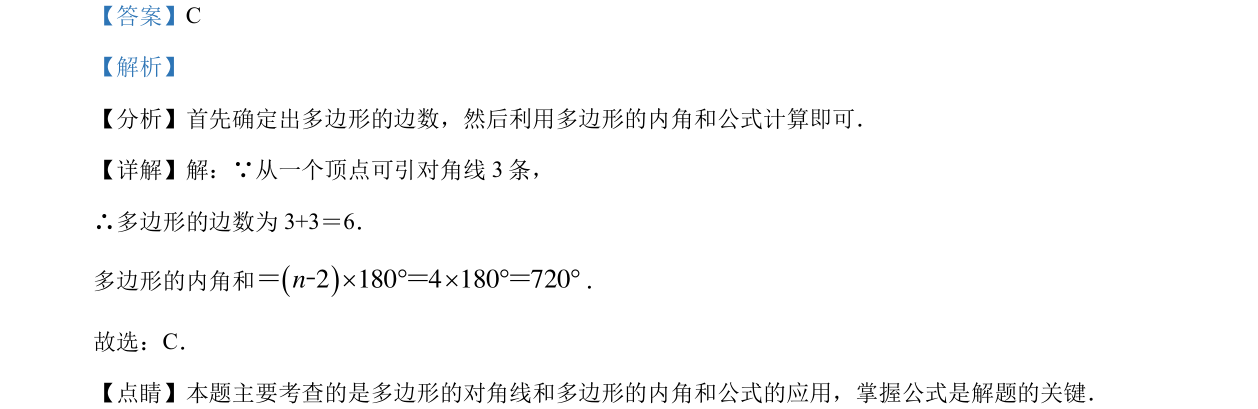 【答案】C
【解析】
【分析】首先确定出多边形的边数，然后利用多边形的内角和公式计算即可．
【详解】解：∵从一个顶点可引对角线 3 条，
∴多边形的边数为 3+3＝6．
多边形的内角和＝(n-2)×180°＝4×180°＝720°．
故选：C．
【点睛】本题主要考查的是多边形的对角线和多边形的内角和公式的应用，掌握公式是解题的关键．